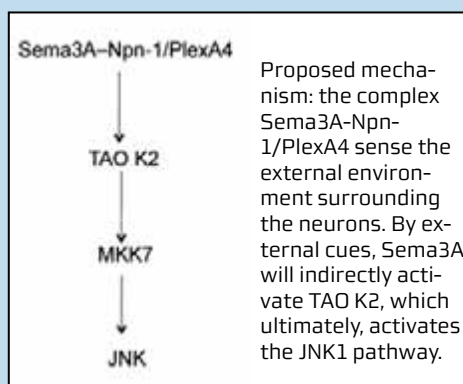 Sema3A–Npn-1/PlexA4
TAO K2
MKK7
JNK
Proposed mecha-
nism: the complex
Sema3A-Npn-
1/PlexA4 sense the
external environ-
ment surrounding
the neurons. By ex-
ternal cues, Sema3A
will indirectly acti-
vate TAO K2, which
ultimately, activates
the JNK1 pathway.